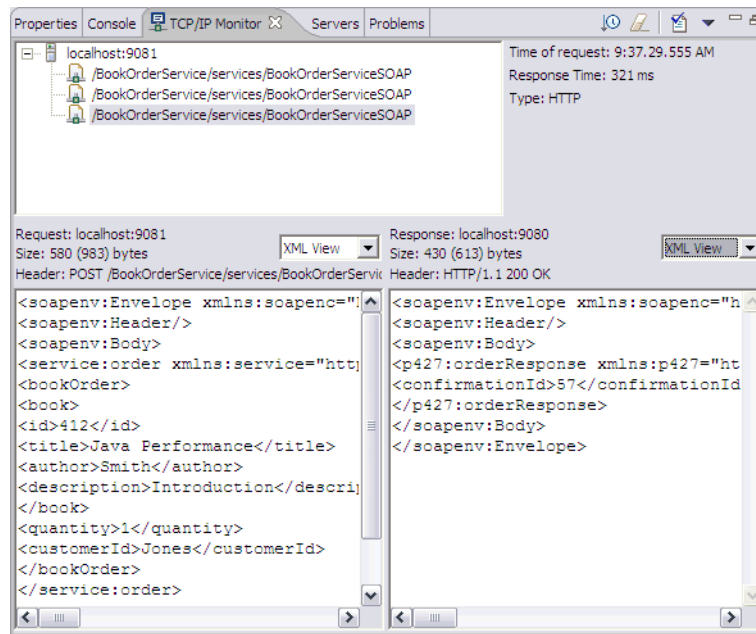 Properties Console TCP/IP Monitor Servers Problems
localhost:9081
/BookOrderService/services/BookOrderServiceSOAP
/BookOrderService/services/BookOrderServiceSOAP
/BookOrderService/services/BookOrderServiceSOAP
Time of request: 9:37.29.555 AM
Response Time: 321 ms
Type: HTTP
Request: localhost:9081
Size: 580 (983) bytes
XML View
Header: POST /BookOrderService/services/BookOrderServic
<soapenv:Envelope xmlns:soapenc="
<soapenv:Header/>
<soapenv:Body>
<service:order xmlns:service="http
<bookOrder>
<book>
<id>412</id>
<title>Java Performance</title>
<author>Smith</author>
<description>Introduction</descrip
</book>
<quantity>1</quantity>
<customerId>Jones</customerId>
</bookOrder>
</service:order>
Response: localhost:9080
Size: 430 (613) bytes
XML View
Header: HTTP/1.1 200 OK
<soapenv:Envelope xmlns:soapenc="h
<soapenv:Header/>
<soapenv:Body>
<p427:orderResponse xmlns:p427="ht
<confirmationId>57</confirmationId
</p427:orderResponse>
</soapenv:Body>
</soapenv:Envelope>